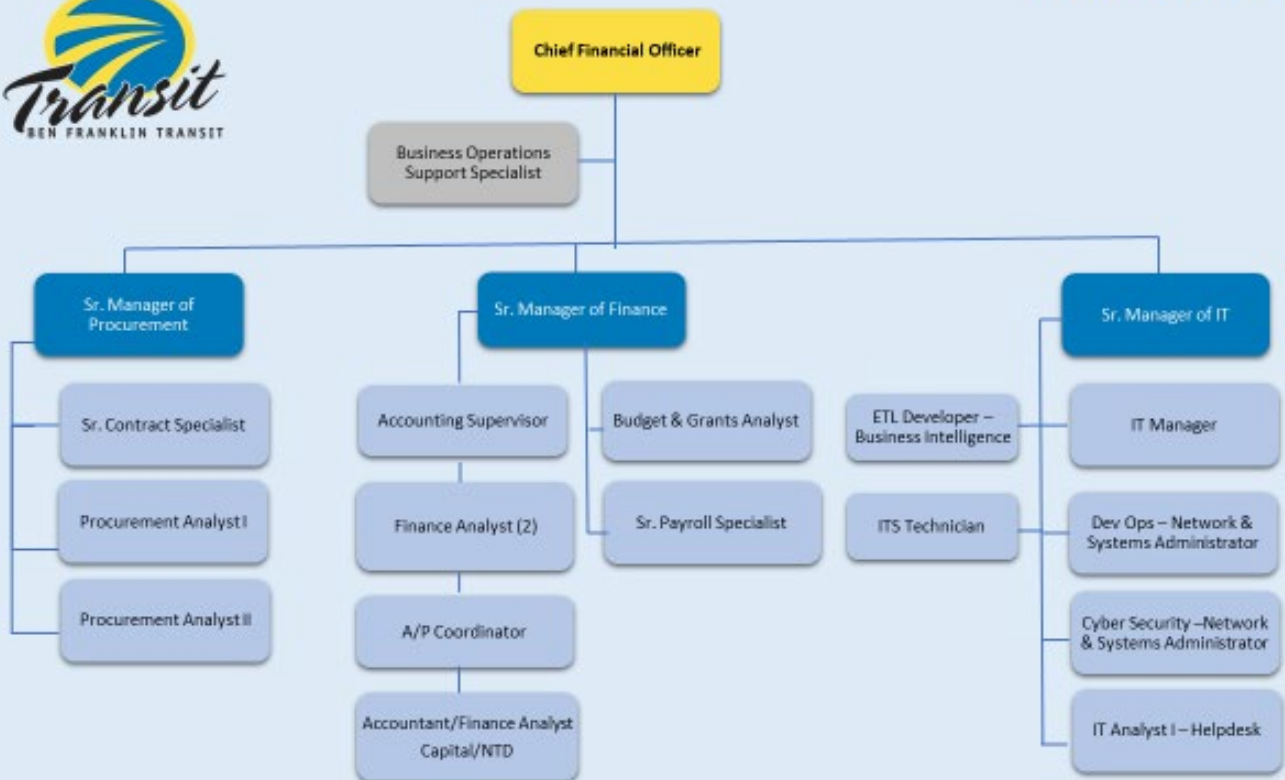 Transit
BEN FRANKLIN TRANSIT
Chief Financial Officer
Business Operations
Support Specialist
Sr. Manager of
Procurement
Sr. Contract Specialist
Procurement Analyst I
Procurement Analyst II
Sr. Manager of Finance
Accounting Supervisor
Finance Analyst (2)
A/P Coordinator
Accountant/Finance Analyst
Capital/NTD
Budget & Grants Analyst
Sr. Payroll Specialist
Sr. Manager of IT
ETL Developer –
Business Intelligence
ITS Technician
IT Manager
Dev Ops – Network &
Systems Administrator
Cyber Security –Network
& Systems Administrator
IT Analyst I – Helpdesk